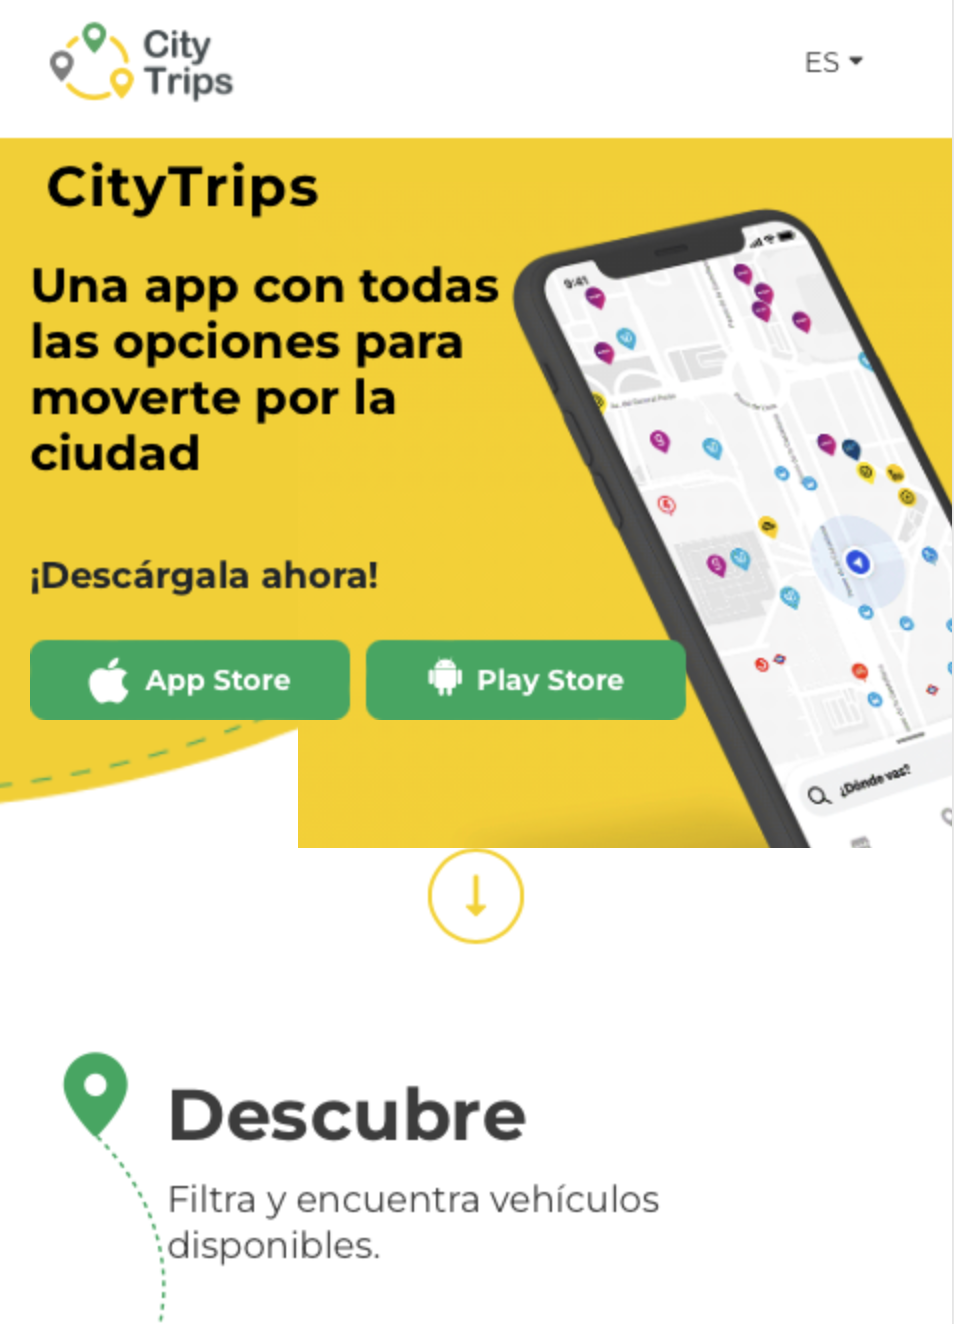 City
Trips
ES
CityTrips
Una app con todas
las opciones para
moverte por la
ciudad
¡Descárgala ahora!
App Store
Play Store
9:41
¿Dónde vas?
Descubre
Filtra y encuentra vehículos
disponibles.